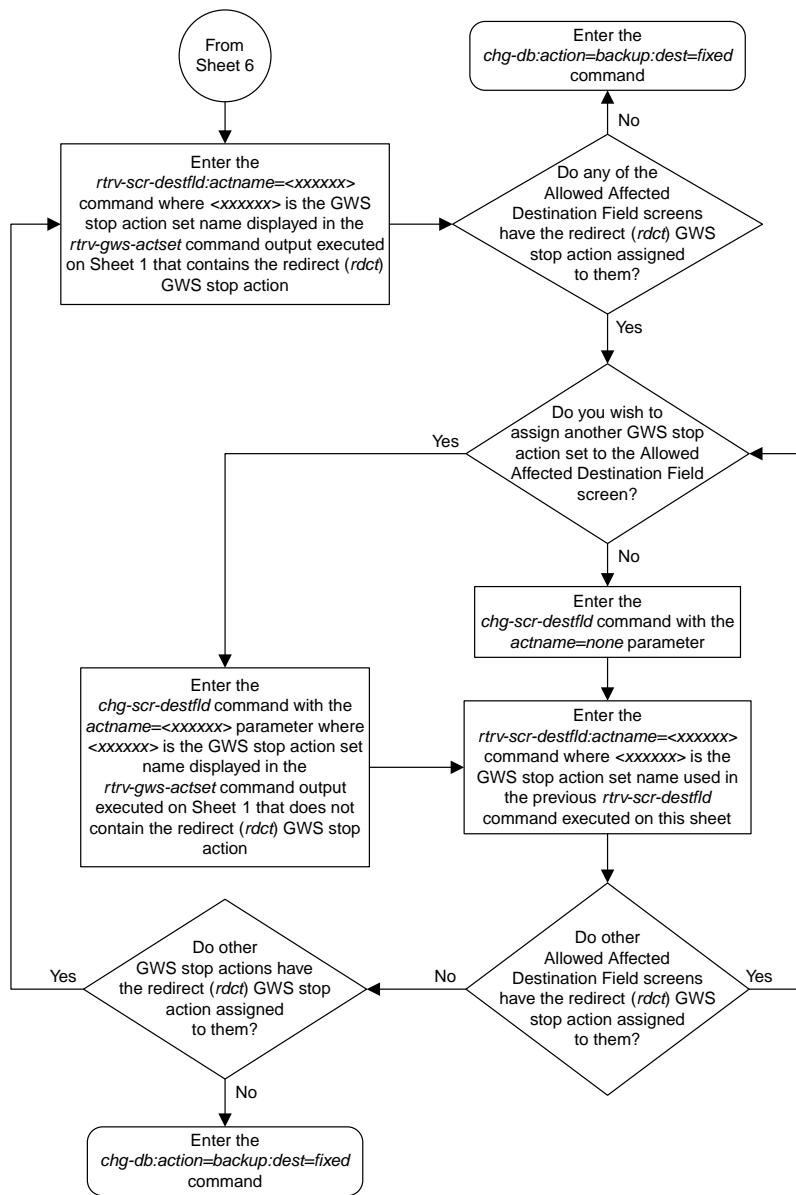 From
Sheet 6
Enter the
chg-db:action=backup:dest=fixed
command
No
Enter the
rtrv-scr-destfld:actname=<xxxxxx>
command where <xxxxxx> is the GWS
stop action set name displayed in the
rtrv-gws-actset command output executed
on Sheet 1 that contains the redirect (rdct)
GWS stop action
Do any of the
Allowed Affected
Destination Field screens
have the redirect (rdct) GWS
stop action assigned
to them?
Yes
Do you wish to
assign another GWS stop
action set to the Allowed
Affected Destination Field
screen?
Yes
No
Enter the
chg-scr-destfld command with the
actname=none parameter
Enter the
chg-scr-destfld command with the
actname=<xxxxxx> parameter where
<xxxxxx> is the GWS stop action set
name displayed in the
rtrv-gws-actset command output
executed on Sheet 1 that does not
contain the redirect (rdct) GWS stop
action
Enter the
rtrv-scr-destfld:actname=<xxxxxx>
command where <xxxxxx> is the
GWS stop action set name used in
the previous rtrv-scr-destfld
command executed on this sheet
Do other
Allowed Affected
Destination Field screens
have the redirect (rdct) GWS
stop action assigned
to them?
Yes
No
Do other
GWS stop actions have
the redirect (rdct) GWS stop
action assigned
to them?
Yes
No
Enter the
chg-db:action=backup:dest=fixed
command